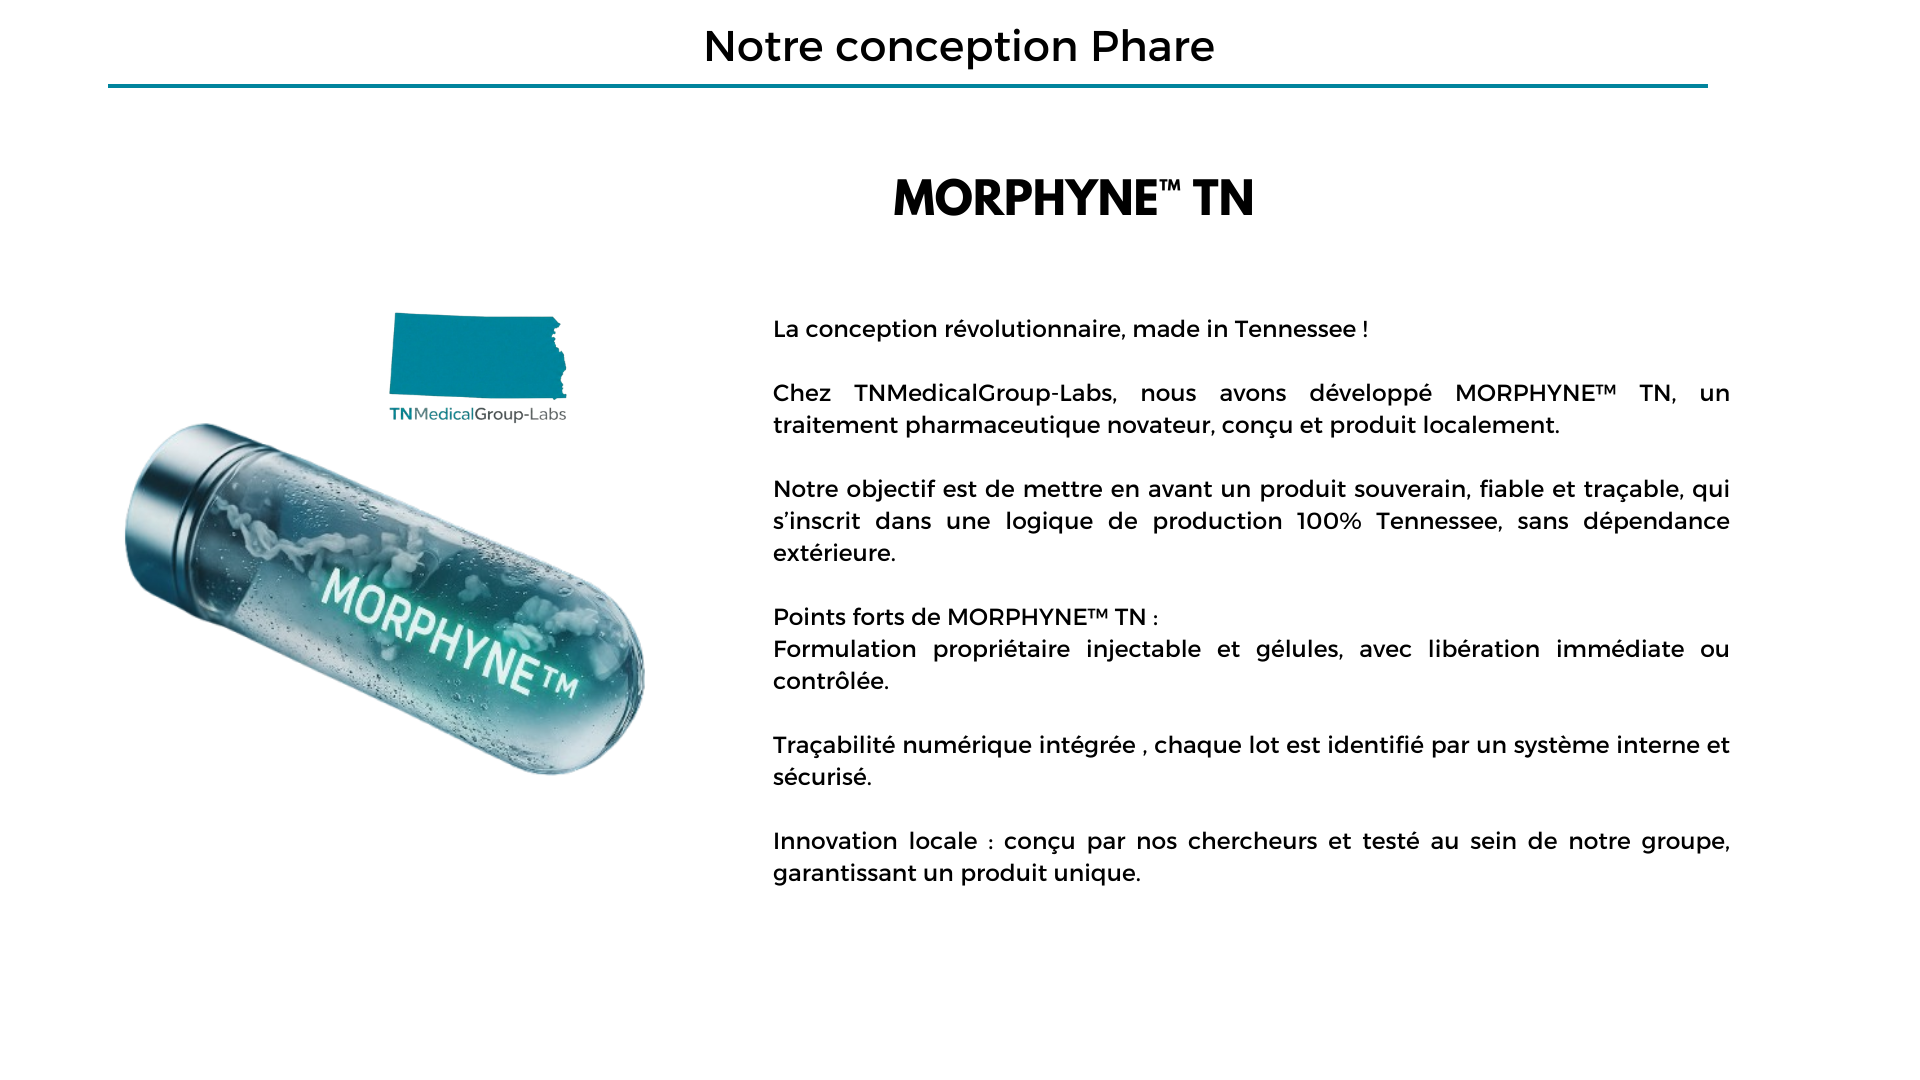 Notre conception Phare
MORPHYNE™ TN
TNMedicalGroup-Labs
MORPHYNE™
La conception révolutionnaire, made in Tennessee !
Chez TNMedicalGroup-Labs, nous avons développé MORPHYNE™ TN, un
traitement pharmaceutique novateur, conçu et produit localement.
Notre objectif est de mettre en avant un produit souverain, fiable et traçable, qui
s’inscrit dans une logique de production 100% Tennessee, sans dépendance
extérieure.
Points forts de MORPHYNE™ TN :
Formulation propriétaire injectable et gélules, avec libération immédiate ou
contrôlée.
Traçabilité numérique intégrée , chaque lot est identifié par un système interne et
sécurisé.
Innovation locale : conçu par nos chercheurs et testé au sein de notre groupe,
garantissant un produit unique.